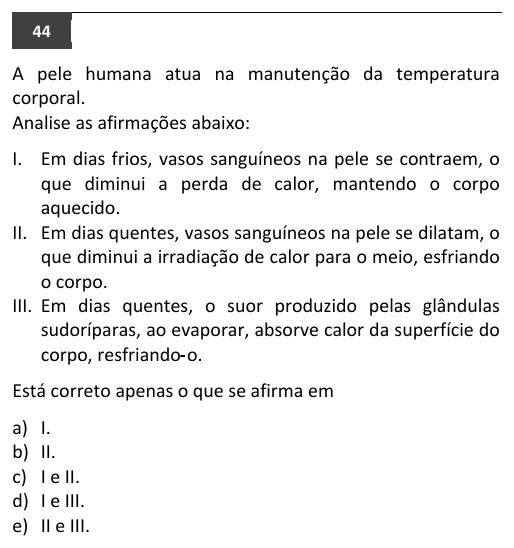 44
A pele humana atua na manutenção da temperatura
corporal.
Analise as afirmações abaixo:
I. Em dias frios, vasos sanguíneos na pele se contraem, o
que diminui a perda de calor, mantendo o corpo
aquecido.
II. Em dias quentes, vasos sanguíneos na pele se dilatam, o
que diminui a irradiação de calor para o meio, esfriando
o corpo.
III. Em dias quentes, o suor produzido pelas glândulas
sudoríparas, ao evaporar, absorve calor da superfície do
corpo, resfriando-o.
Está correto apenas o que se afirma em
a) I.
b) II.
c) I e II.
d) I e III.
e) II e III.